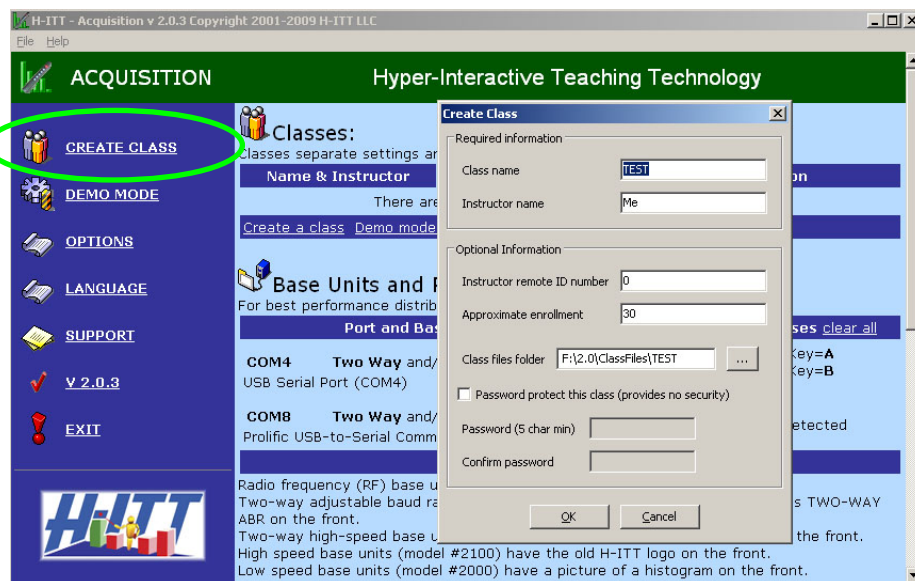 H-ITT - Acquisition v 2.0.3 Copyright 2001-2009 H-ITT LLC
File Help
ACQUISITION
Hyper-Interactive Teaching Technology
CREATE CLASS
DEMO MODE
OPTIONS
LANGUAGE
SUPPORT
V 2.0.3
EXIT
H-ITT
Classes:
Classes separate settings
Name & Instructor
There are
Create a class Demo mode
Base Units and
For best performance
Port and
clear all
COM4 Two Way and/
USB Serial Port (COM4)
Key=A
Key=B
COM8 Two Way and/
Prolific USB-to-Serial
Radio frequency (RF) base
Two-way adjustable baud
TWO-WAY
ABR on the front.
Two-way high-speed base
the front.
High speed base units (model #2100) have the old H-ITT logo on the front.
Low speed base units (model #2000) have a picture of a histogram on the front.
Create Class
Required information
Class name TEST
Instructor name Me
Optional Information
Instructor remote ID number 0
Approximate enrollment 30
Class files folder F:\2.0\ClassFiles\TEST ...
Password protect this class (provides no security)
Password (5 char min)
Confirm password
OK Cancel